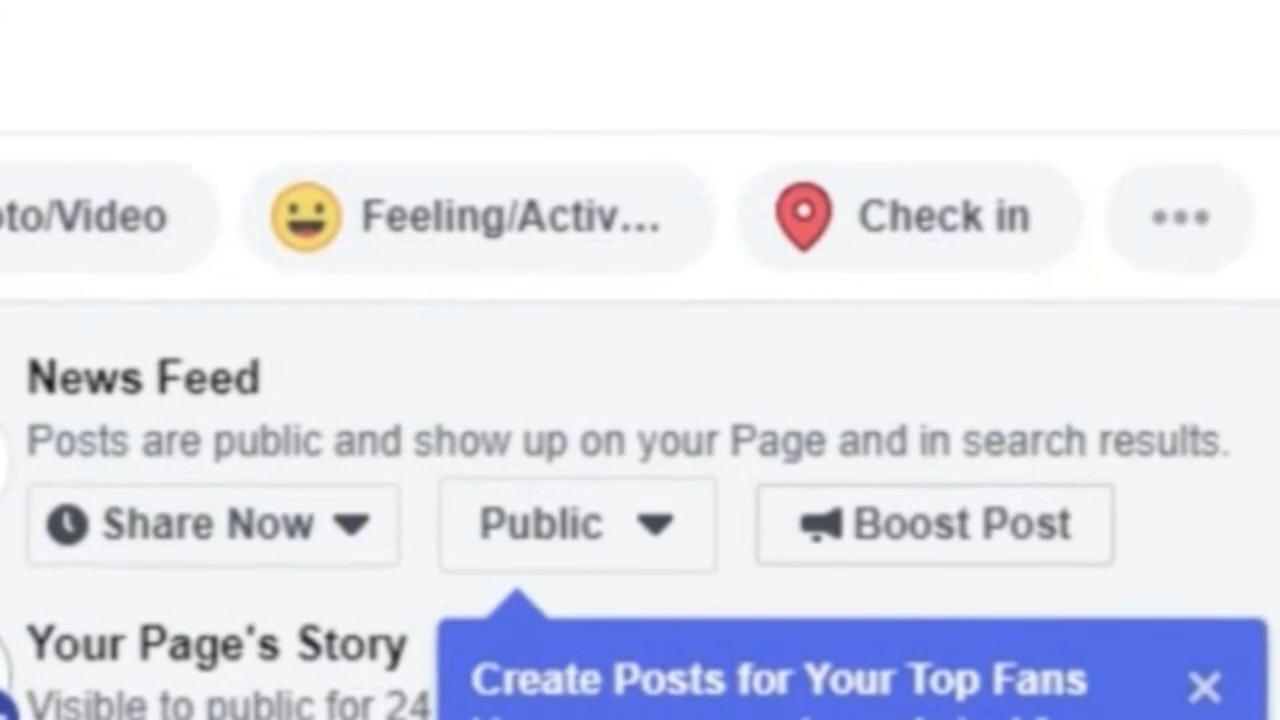 oto/Video Feeling/Activ... Check in •••
News Feed
Posts are public and show up on your Page and in search results.
Share Now Public Boost Post
Your Page's Story
Create Posts for Your Top Fans
Visible to public for 24